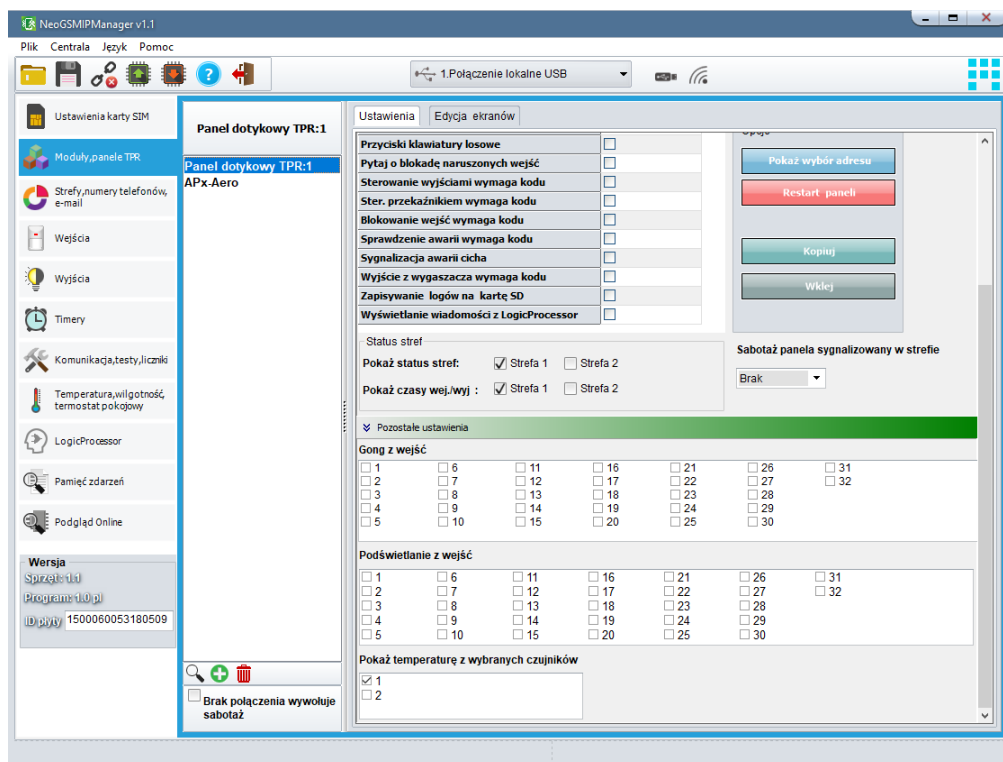 NeoGSMIPManager v1.1
Plik Centrala Język Pomoc
1.Połączenie lokalne USB
Ustawienia karty SIM
Moduły,panele TPR
Strefy,numery telefonów,
e-mail
Wejścia
Wyjścia
Timery
Komunikacja,testy,liczniki
Temperatura,wilgotność,
termostat pokojowy
LogicProcessor
Pamięć zdarzeń
Podgląd Online
Wersja
Sprzęt: 1.1
Program: 1.0 pl
ID płyty 1500060053180509
Panel dotykowy TPR:1
Panel dotykowy TPR:1
APx-Aero
Brak połączenia wywołuje
sabotaż
Ustawienia Edycja ekranów
Przyciski klawiatury losowe
Pytaj o blokadę naruszonych wejść
Sterowanie wyjściami wymaga kodu
Ster. przekaźnikiem wymaga kodu
Blokowanie wejść wymaga kodu
Sprawdzenie awarii wymaga kodu
Sygnalizacja awarii cicha
Wyjście z wygaszacza wymaga kodu
Zapisywanie logów na kartę SD
Wyświetlanie wiadomości z LogicProcessor
Opcje
Pokaż wybór adresu
Restart paneli
Kopiuj
Wklej
Status stref
Pokaż status stref: Strefa 1 Strefa 2
Pokaż czasy wej./wyj : Strefa 1 Strefa 2
Sabotaż panela sygnalizowany w strefie
Brak
Pozostałe ustawienia
Gong z wejść
1 6 11 16 21 26 31
2 7 12 17 22 27 32
3 8 13 18 23 28
4 9 14 19 24 29
5 10 15 20 25 30
Podświetlanie z wejść
1 6 11 16 21 26 31
2 7 12 17 22 27 32
3 8 13 18 23 28
4 9 14 19 24 29
5 10 15 20 25 30
Pokaż temperaturę z wybranych czujników
1
2